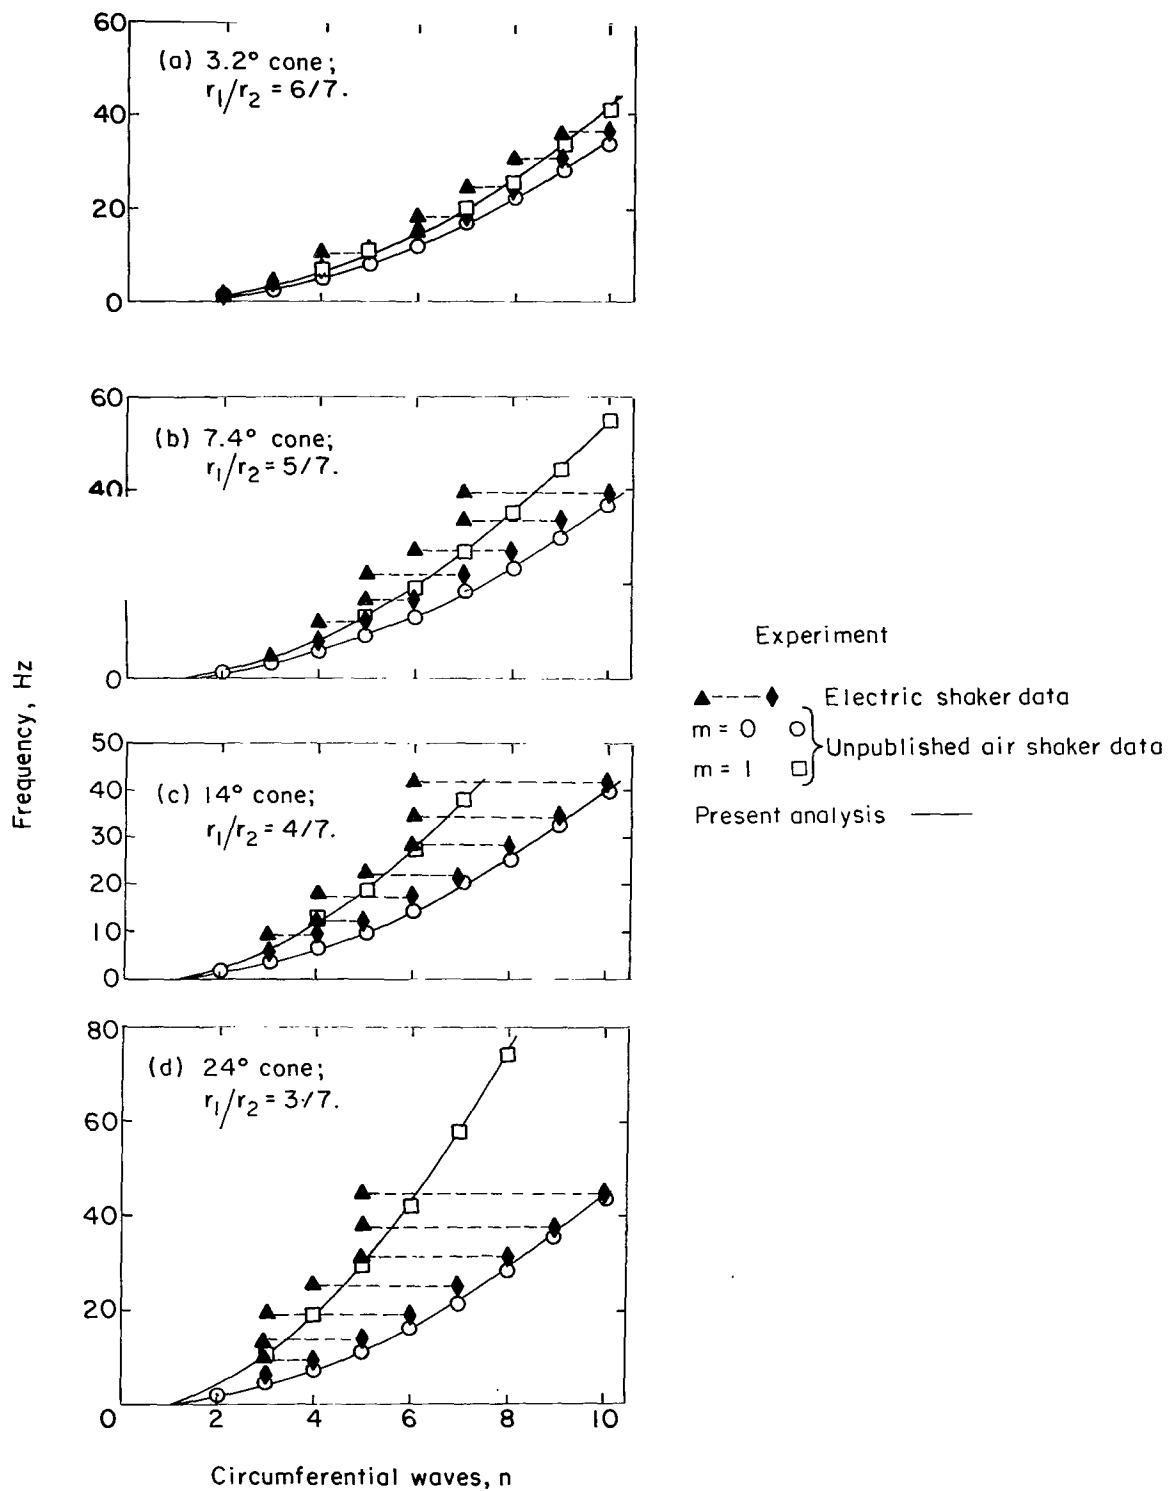 60
40
20
0
(a) 3.2° cone;
r1/r2 = 6/7.
60
40
0
(b) 7.4° cone;
r1/r2 = 5/7.
50
40
30
20
10
0
(c) 14° cone;
r1/r2 = 4/7.
80
60
40
20
0 2 4 6 8 10
(d) 24° cone;
r1/r2 = 3/7.
Frequency, Hz
Circumferential waves, n
Experiment
Electric shaker data
m = 0
m = 1
Unpublished air shaker data
Present analysis